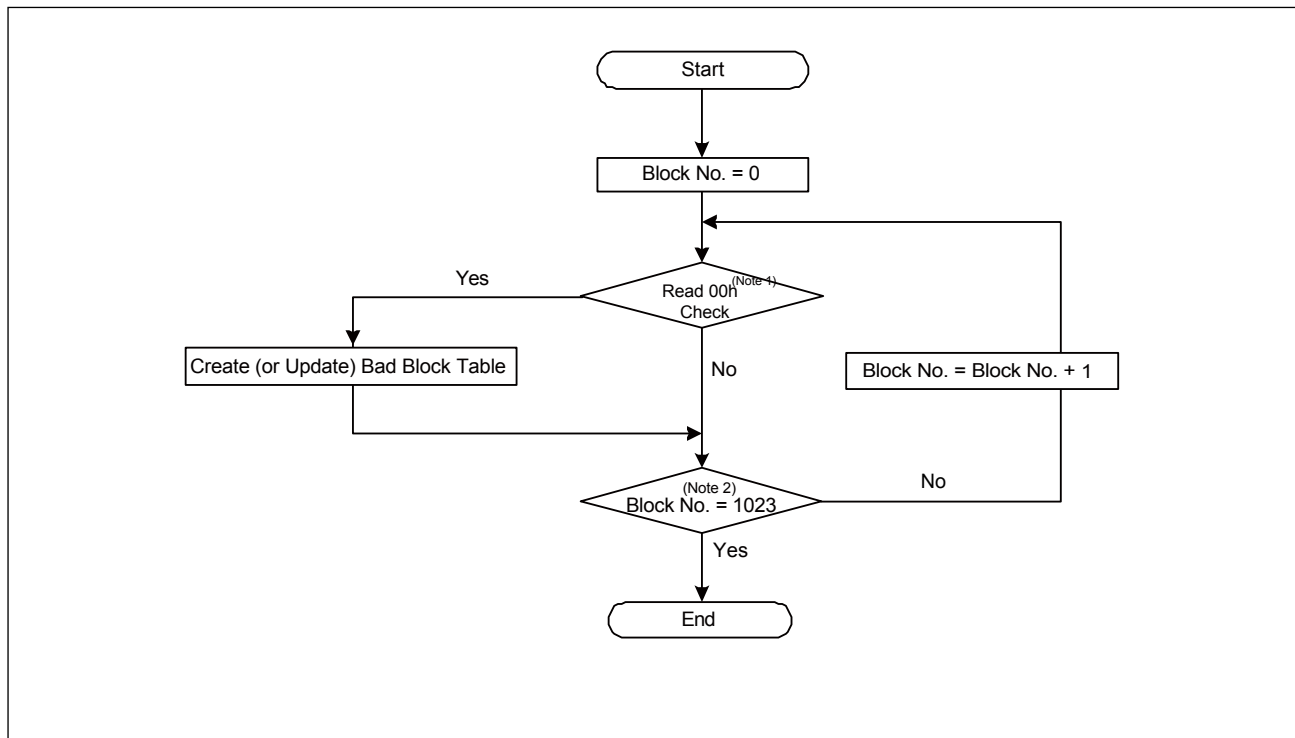 Start
Block No. = 0
Yes
(Note 1)
Read 00h
Check
Create (or Update) Bad Block Table
No
Block No. = Block No. + 1
(Note 2)
Block No. = 1023
No
Yes
End